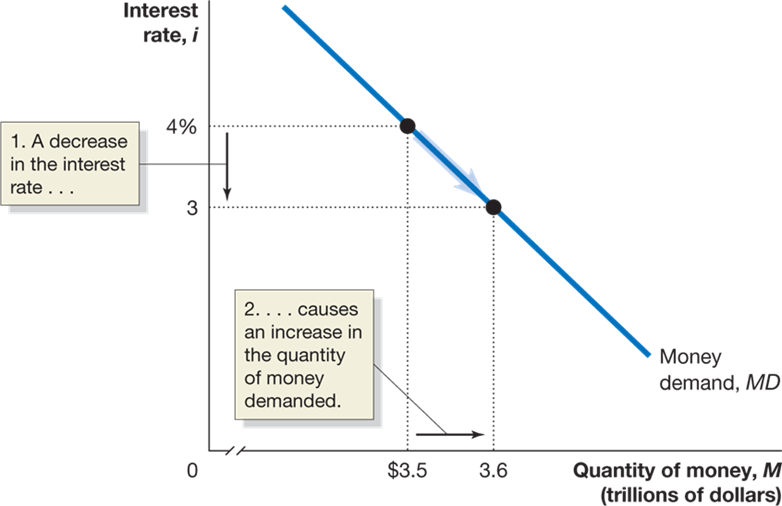 Interest
rate, i
4%
1. A decrease
in the interest
rate . . .
3
2. . . . causes
an increase in
the quantity
of money
demanded.
Money
demand, MD
0
$3.5
3.6
Quantity of money, M
(trillions of dollars)